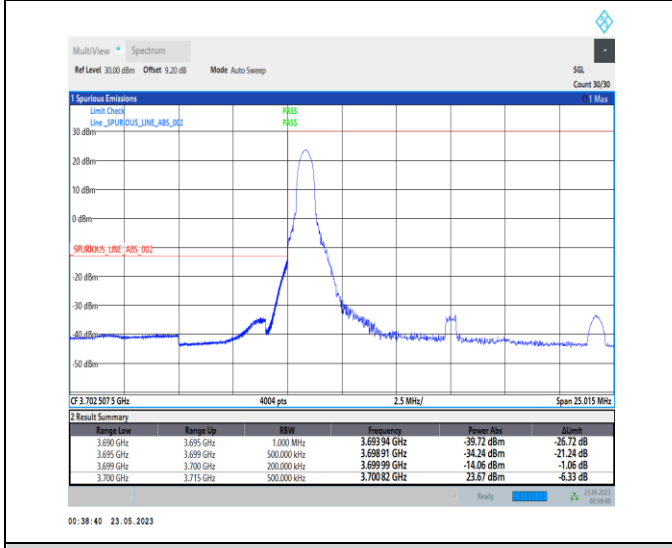 MultiView Spectrum
Ref Level 30.00 dBm Offset 9.20 dB Mode Auto Sweep SGL
Count 30/30
1 Spurious Emissions 1 Max
Limit Check PASS
Line _SPURIOUS_LINE_ABS_002 PASS
30 dBm
20 dBm
10 dBm
0 dBm
_SPURIOUS_LINE_ABS_002
-20 dBm
-30 dBm
-40 dBm
-50 dBm
CF 3.702 507 5 GHz 4004 pts 2.5 MHz/ Span 25.015 MHz
2 Result Summary
Range Low Range Up RBW Frequency Power Abs ΔLimit
3.690 GHz 3.695 GHz 1.000 MHz 3.693 94 GHz -39.72 dBm -26.72 dB
3.695 GHz 3.699 GHz 500.000 kHz 3.698 91 GHz -34.24 dBm -21.24 dB
3.699 GHz 3.700 GHz 200.000 kHz 3.699 99 GHz -14.06 dBm -1.06 dB
3.700 GHz 3.715 GHz 500.000 kHz 3.700 82 GHz 23.67 dBm -6.33 dB
Ready 23.05.2023
00:38:40
00:38:40 23.05.2023